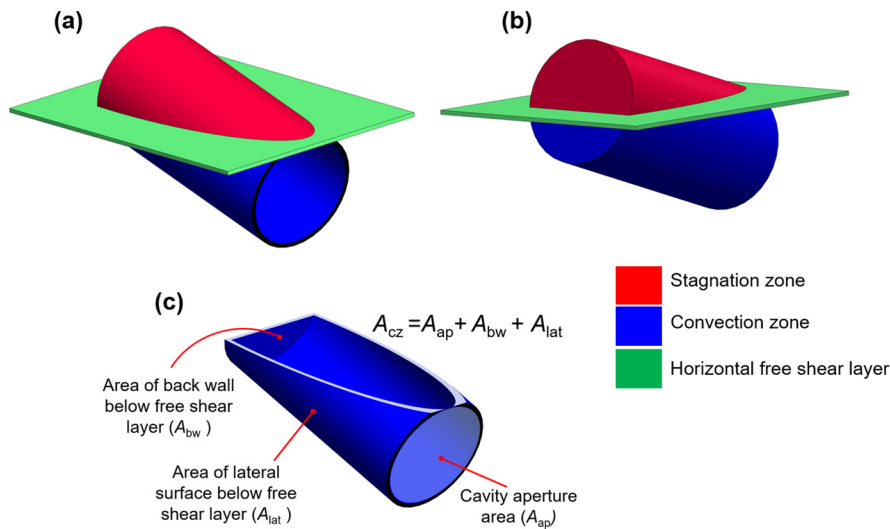 (a)
(b)
(c)
A_cz =A_ap+ A_bw + A_lat
Stagnation zone
Convection zone
Horizontal free shear layer
Area of back wall
below free shear
layer (A_bw )
Area of lateral
surface below free
shear layer (A_lat )
Cavity aperture
area (A_ap)